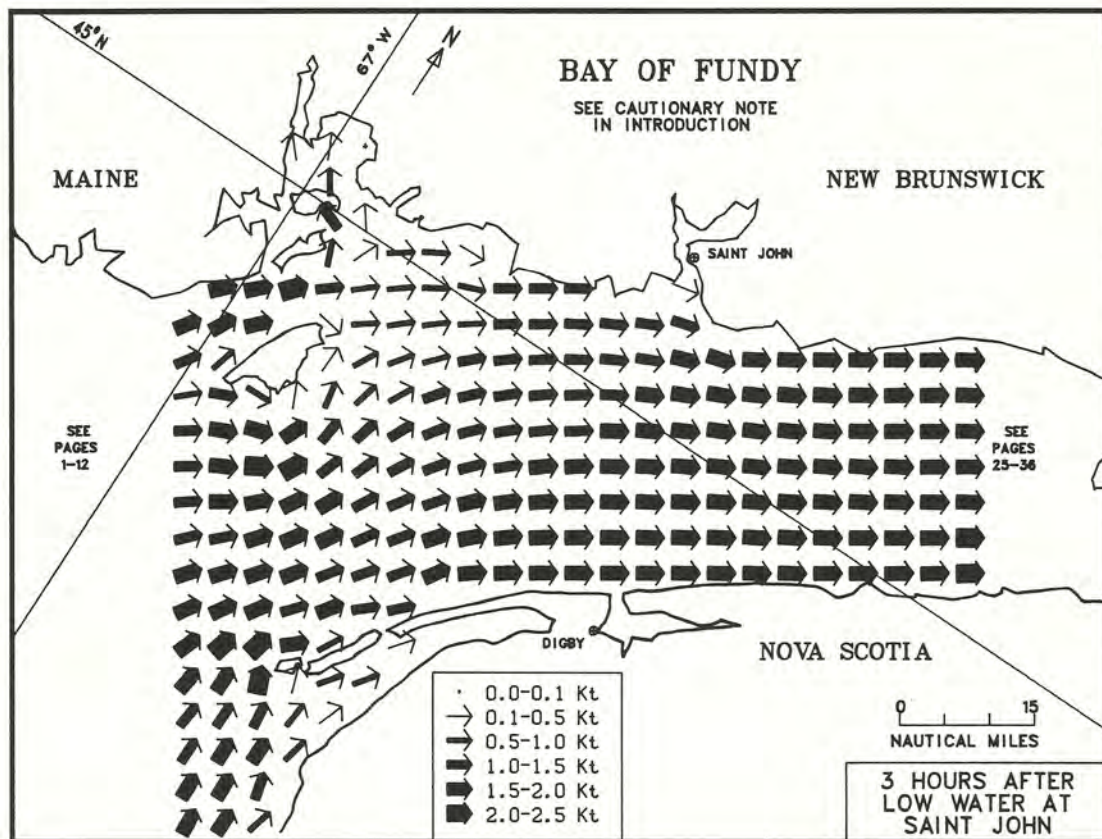 45°N
67°W
N
BAY OF FUNDY
SEE CAUTIONARY NOTE
IN INTRODUCTION
MAINE
NEW BRUNSWICK
SAINT JOHN
SEE
PAGES
1-12
SEE
PAGES
25-36
DIGBY
NOVA SCOTIA
0.0-0.1 Kt
0.1-0.5 Kt
0.5-1.0 Kt
1.0-1.5 Kt
1.5-2.0 Kt
2.0-2.5 Kt
0 15
NAUTICAL MILES
3 HOURS AFTER
LOW WATER AT
SAINT JOHN